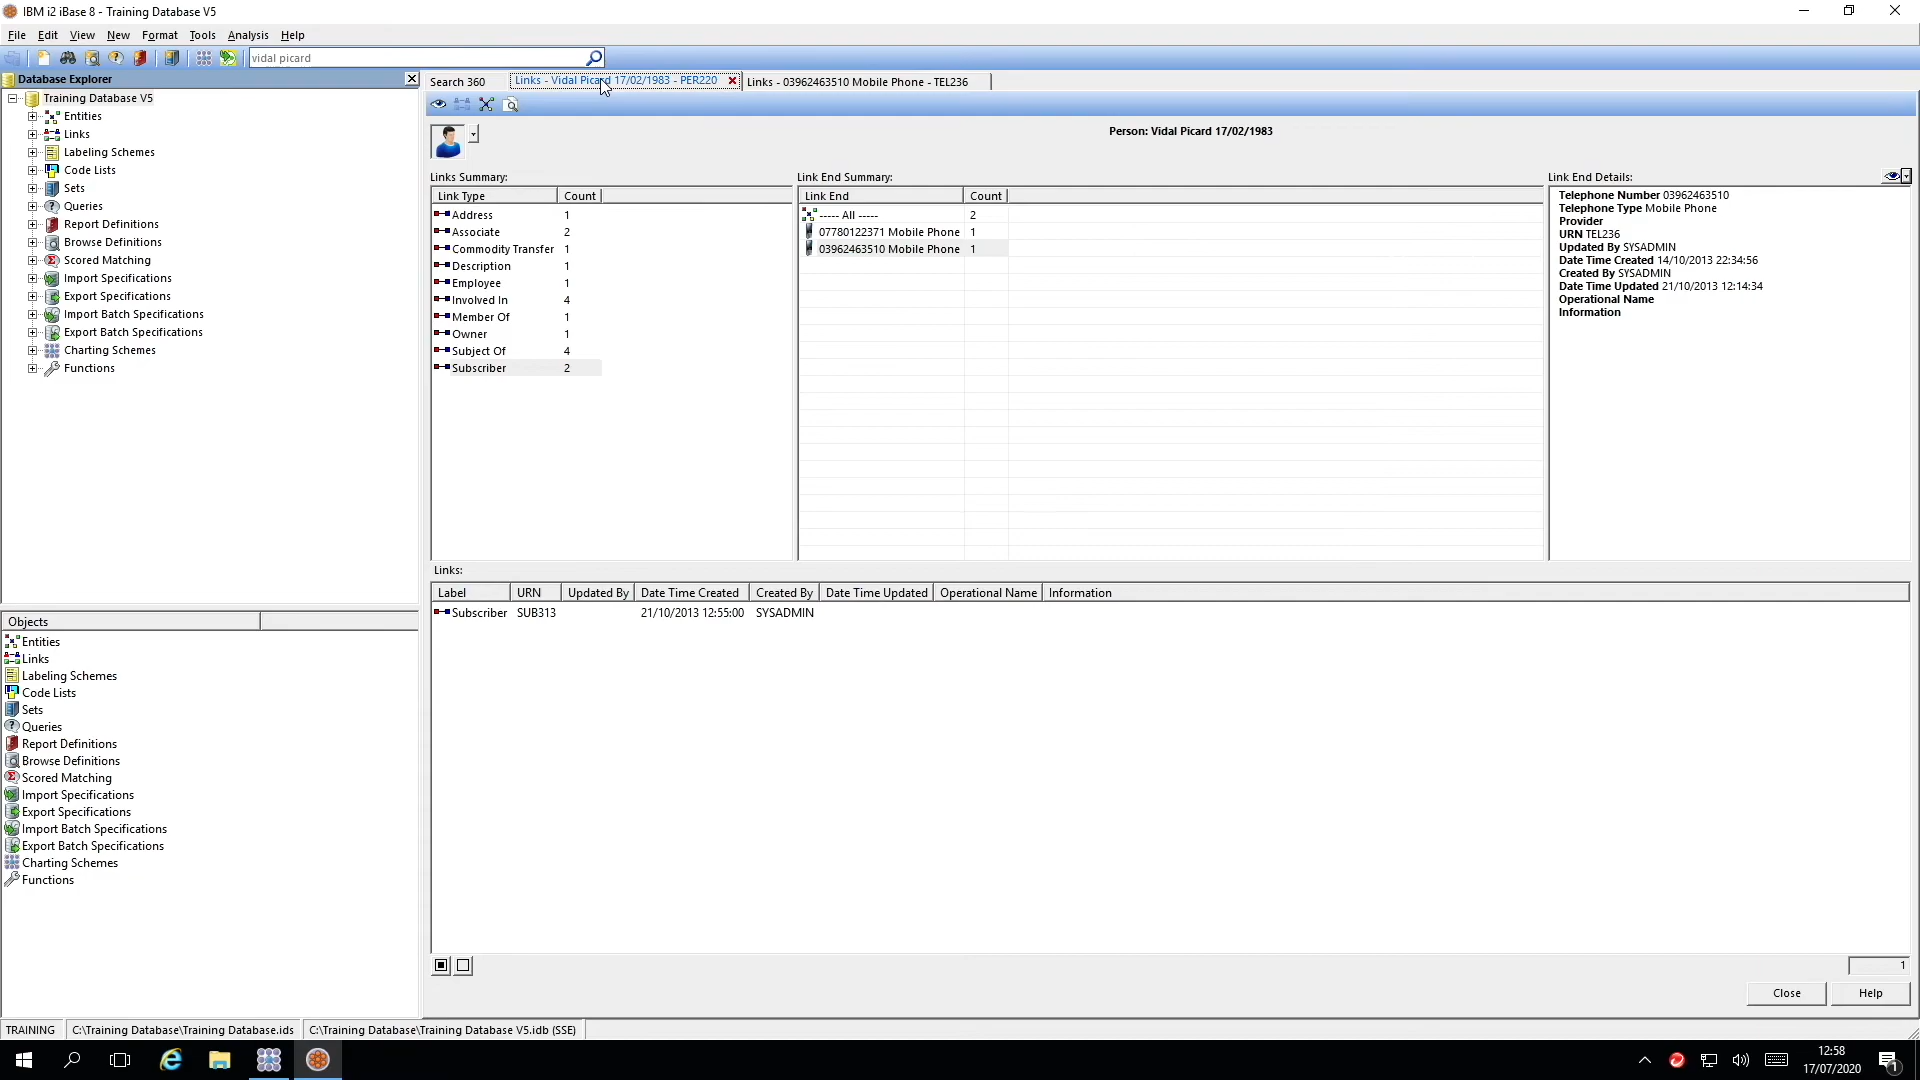 IBM i2 iBase 8 - Training Database V5
File Edit View New Format Tools Analysis Help
vidal picard
Database Explorer
Training Database V5
Entities
Links
Labeling Schemes
Code Lists
Sets
Queries
Report Definitions
Browse Definitions
Scored Matching
Import Specifications
Export Specifications
Import Batch Specifications
Export Batch Specifications
Charting Schemes
Functions
Objects
Entities
Links
Labeling Schemes
Code Lists
Sets
Queries
Report Definitions
Browse Definitions
Scored Matching
Import Specifications
Export Specifications
Import Batch Specifications
Export Batch Specifications
Charting Schemes
Functions
Search 360 Links - Vidal Picard 17/02/1983 - PER220 Links - 03962463510 Mobile Phone - TEL236
Person: Vidal Picard 17/02/1983
Links Summary:
Link Type Count
Address 1
Associate 2
Commodity Transfer 1
Description 1
Employee 1
Involved In 4
Member Of 1
Owner 1
Subject Of 4
Subscriber 2
Link End Summary:
Link End Count
----- All ----- 2
07780122371 Mobile Phone 1
03962463510 Mobile Phone 1
Link End Details:
Telephone Number 03962463510
Telephone Type Mobile Phone
Provider
URN TEL236
Updated By SYSADMIN
Date Time Created 14/10/2013 22:34:56
Created By SYSADMIN
Date Time Updated 21/10/2013 12:14:34
Operational Name
Information
Links:
Label URN Updated By Date Time Created Created By Date Time Updated Operational Name Information
Subscriber SUB313 21/10/2013 12:55:00 SYSADMIN
1
Close Help
TRAINING C:\Training Database\Training Database.ids C:\Training Database\Training Database V5.idb (SSE)
12:58
17/07/2020
1